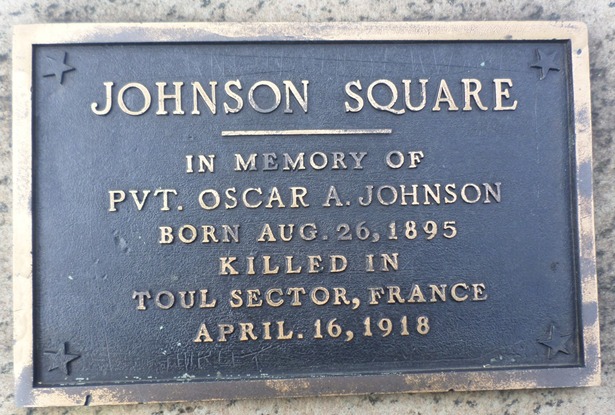 JOHNSON SQUARE
IN MEMORY OF
PVT. OSCAR A. JOHNSON
BORN AUG. 26, 1895
KILLED IN
TOUL SECTOR, FRANCE
APRIL. 16, 1918